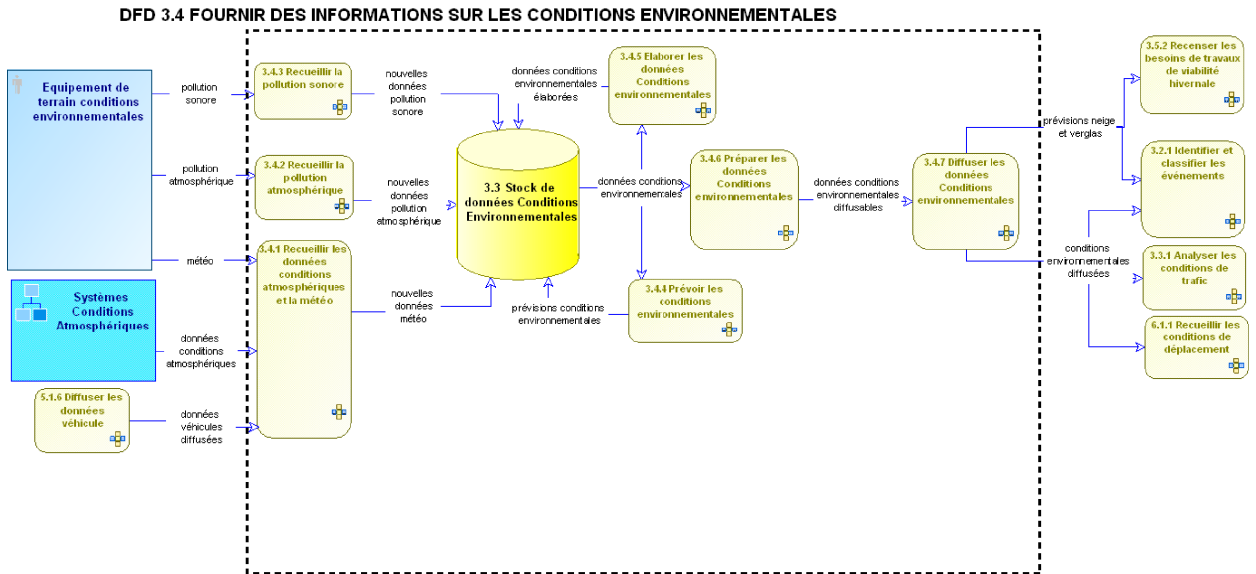 DFD 3.4 FOURNIR DES INFORMATIONS SUR LES CONDITIONS ENVIRONNEMENTALES
Equipement de
terrain conditions
environnementales
pollution
sonore
pollution
atmosphérique
météo
Systèmes
Conditions
Atmosphériques
données
conditions
atmosphériques
5.1.6 Diffuser les
données
véhicule
données
véhicules
diffusées
3.4.3 Recueillir la
pollution sonore
3.4.2 Recueillir la
pollution
atmosphérique
3.4.1 Recueillir les
données
conditions
atmosphériques
et la météo
nouvelles
données
pollution
sonore
nouvelles
données
pollution
atmosphérique
nouvelles
données
météo
3.3 Stock de
données Conditions
Environnementales
données conditions
environnementales
élaborées
3.4.5 Elaborer les
données
Conditions
environnementales
données conditions
environnementales
prévisions conditions
environnementales
3.4.4 Prévoir les
conditions
environnementales
3.4.6 Préparer les
données
Conditions
environnementales
données conditions
environnementales
diffusables
3.4.7 Diffuser les
données
Conditions
environnementales
prévisions neige
et verglas
conditions
environnementales
diffusées
3.5.2 Recenser les
besoins de travaux
de viabilité
hivernale
3.2.1 Identifier et
classifier les
événements
3.3.1 Analyser les
conditions de
trafic
6.1.1 Recueillir les
conditions de
déplacement